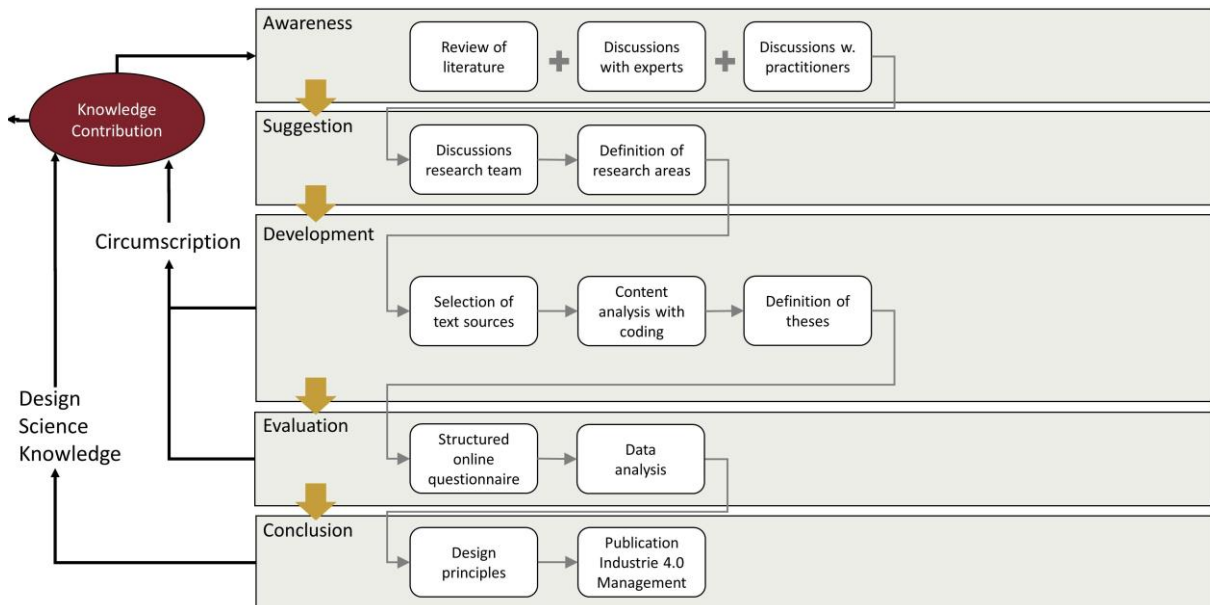 Awareness
Review of
literature
Discussions
with experts
Discussions w.
practitioners
Knowledge
Contribution
Suggestion
Discussions
research team
Definition of
research areas
Development
Circumscription
Selection of
text sources
Content
analysis with
coding
Definition of
theses
Design
Science
Knowledge
Evaluation
Structured
online
questionnaire
Data
analysis
Conclusion
Design
principles
Publication
Industrie 4.0
Management